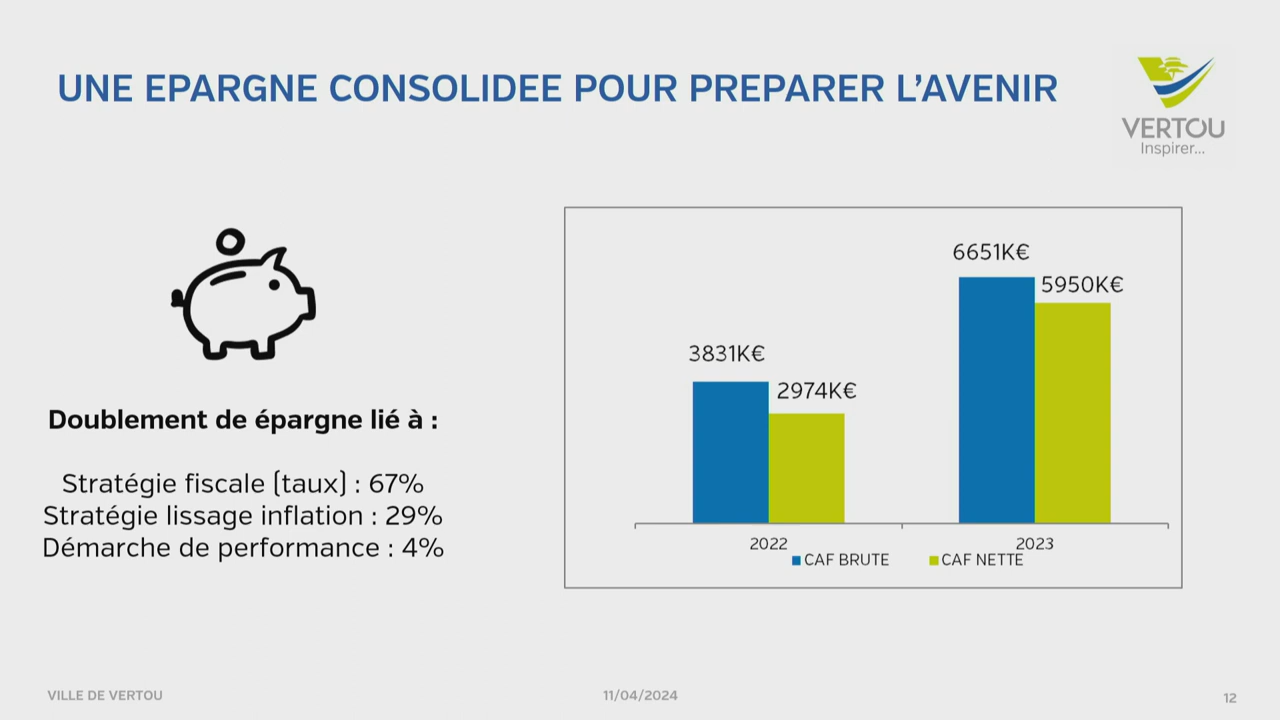 UNE EPARGNE CONSOLIDEE POUR PREPARER L’AVENIR
VERTOU
Inspirer...
Doublement de épargne lié à :
Stratégie fiscale (taux) : 67%
Stratégie lissage inflation : 29%
Démarche de performance : 4%
6651K€
5950K€
3831K€
2974K€
2022
2023
CAF BRUTE
CAF NETTE
VILLE DE VERTOU
11/04/2024
12